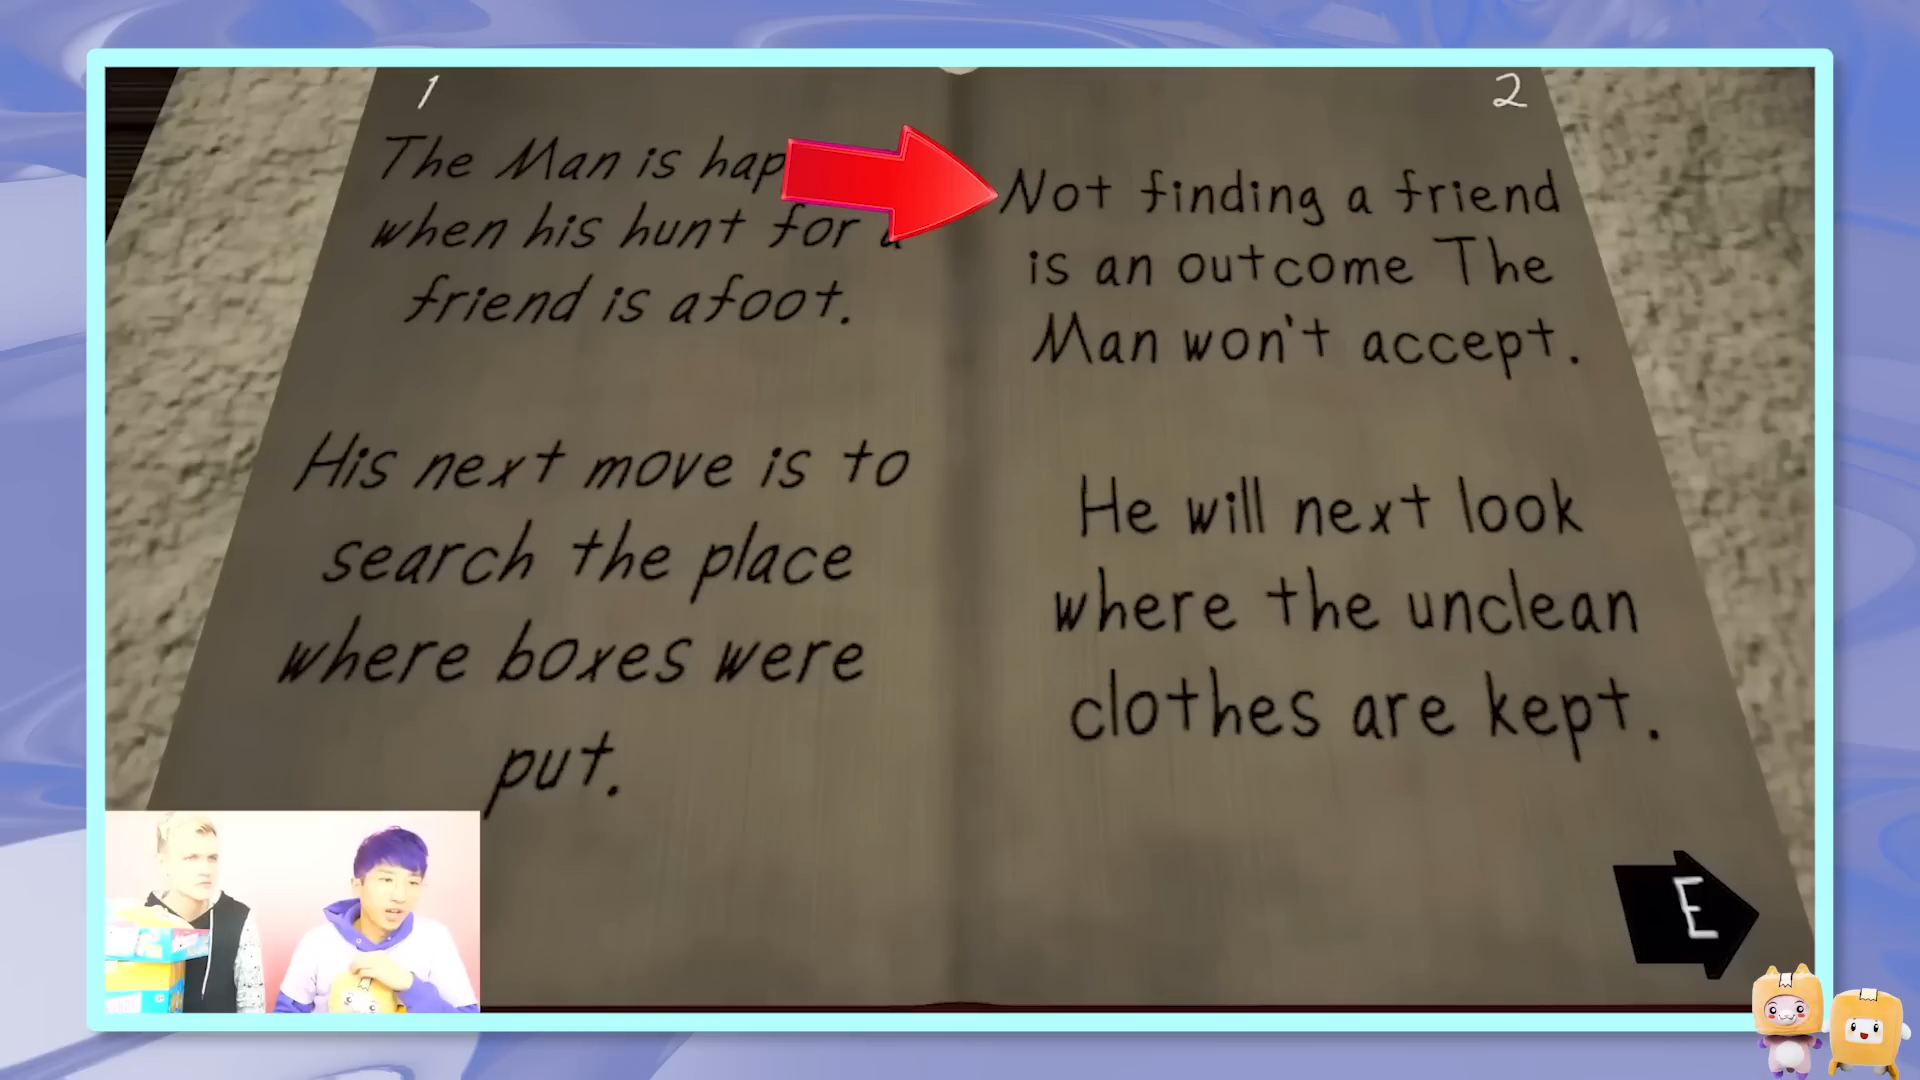 1
The Man is hap
when his hunt for a
friend is afoot.
His next move is to
search the place
where boxes were
put.
2
Not finding a friend
is an outcome The
Man won't accept.
He will next look
where the unclean
clothes are kept.
E